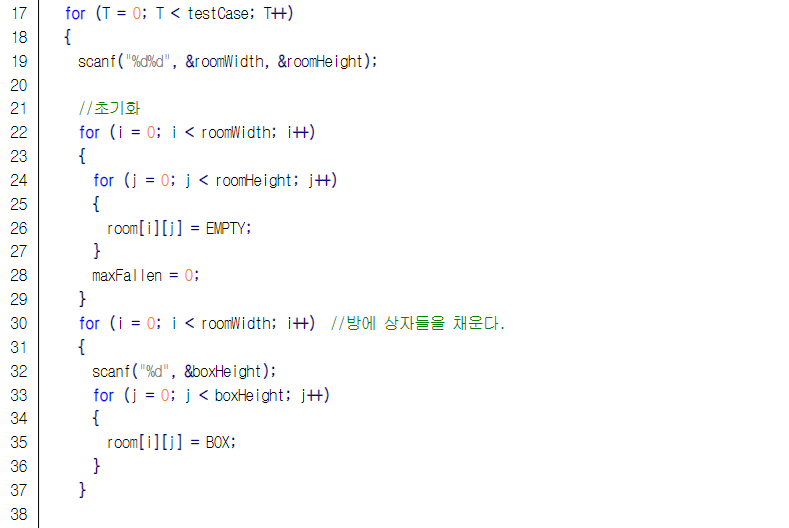 17 for (T = 0; T < testCase; T++)
18 {
19 scanf("%d%d", &roomWidth, &roomHeight);
20
21 //초기화
22 for (i = 0; i < roomWidth; i++)
23 {
24 for (j = 0; j < roomHeight; j++)
25 {
26 room[i][j] = EMPTY;
27 }
28 maxFallen = 0;
29 }
30 for (i = 0; i < roomWidth; i++) //방에 상자들을 채운다.
31 {
32 scanf("%d", &boxHeight);
33 for (j = 0; j < boxHeight; j++)
34 {
35 room[i][j] = BOX;
36 }
37 }
38